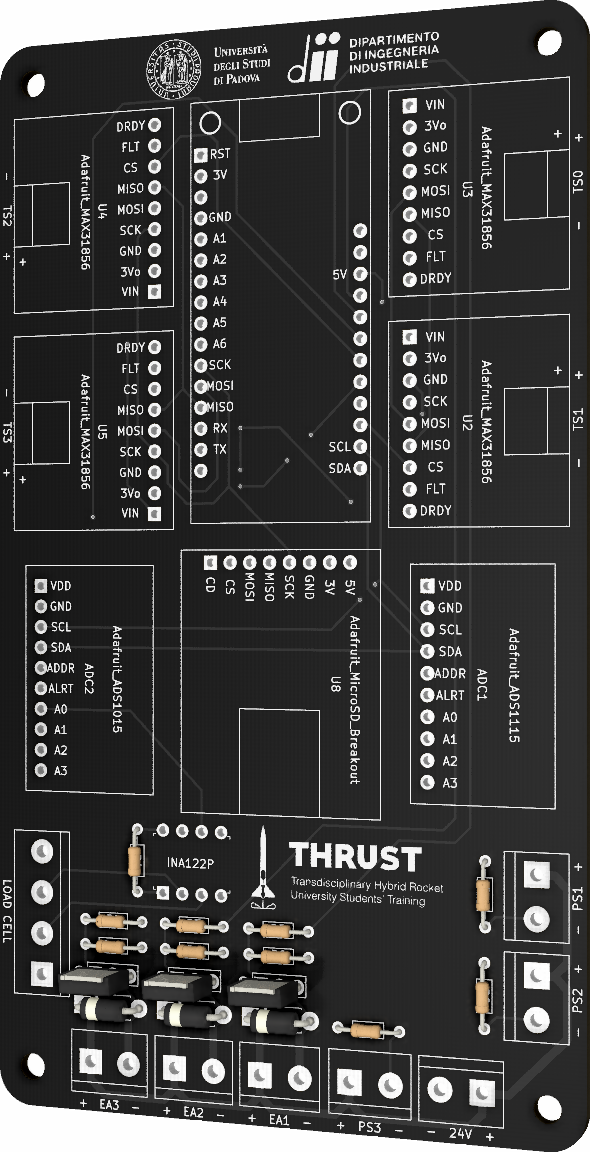 UNIVERSITÀ
DEGLI STUDI
DI PADOVA
dii
DIPARTIMENTO
DI INGEGNERIA
INDUSTRIALE
DRDY
FLT
CS
MISO
MOSI
SCK
GND
3Vo
VIN
U4
Adafruit_MAX31856
- TS2 +
+
RST
3V
GND
A1
A2
A3
A4
A5
A6
SCK
MOSI
MISO
RX
TX
5V
SCL
SDA
VIN
3Vo
GND
SCK
MOSI
MISO
CS
FLT
DRDY
U3
Adafruit_MAX31856
+
+ TS0 -
DRDY
FLT
CS
MISO
MOSI
SCK
GND
3Vo
VIN
U5
Adafruit_MAX31856
- TS3 +
+
VIN
3Vo
GND
SCK
MOSI
MISO
CS
FLT
DRDY
U2
Adafruit_MAX31856
+
+ TS1 -
VDD
GND
SCL
SDA
ADDR
ALRT
A0
A1
A2
A3
ADC2
Adafruit_ADS1015
CD
CS
MOSI
MISO
SCK
GND
3V
5V
U8
Adafruit_MicroSD_Breakout
VDD
GND
SCL
SDA
ADDR
ALRT
A0
A1
A2
A3
ADC1
Adafruit_ADS1115
LOAD CELL
INA122P
THRUST
Transdisciplinary Hybrid Rocket
University Students' Training
+ PS1 -
+ PS2 -
+ EA3 -
+ EA2 -
+ EA1 -
+ PS3 -
- 24V +